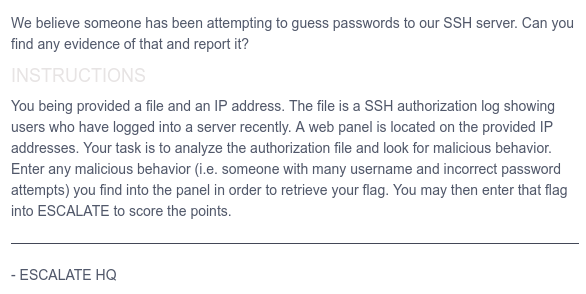 We believe someone has been attempting to guess passwords to our SSH server. Can you
find any evidence of that and report it?
INSTRUCTIONS
You being provided a file and an IP address. The file is a SSH authorization log showing
users who have logged into a server recently. A web panel is located on the provided IP
addresses. Your task is to analyze the authorization file and look for malicious behavior.
Enter any malicious behavior (i.e. someone with many username and incorrect password
attempts) you find into the panel in order to retrieve your flag. You may then enter that flag
into ESCALATE to score the points.
- ESCALATE HQ